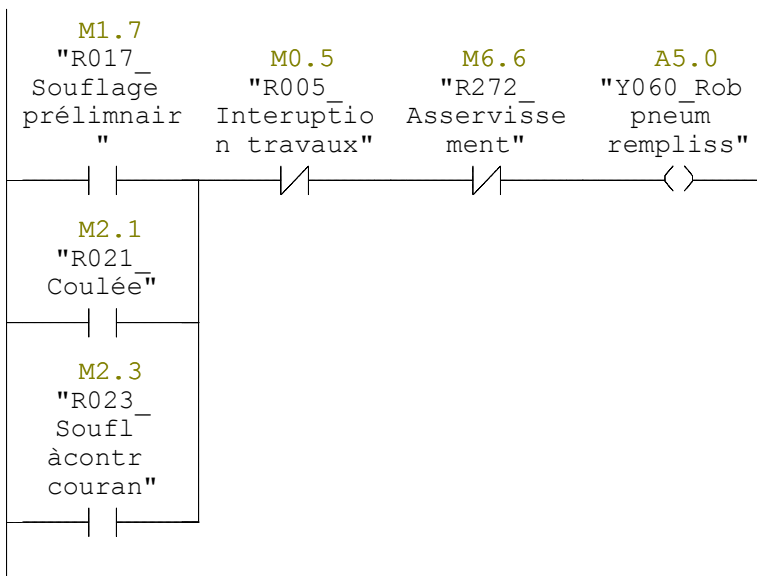 M1.7
"R017_
Souflage
prélimnair
"
M0.5
"R005_
Interuptio
n travaux"
M6.6
"R272_
Asservisse
ment"
A5.0
"Y060_Rob
pneum
rempliss"
M2.1
"R021_
Coulée"
M2.3
"R023_
Soufl
àcontr
couran"